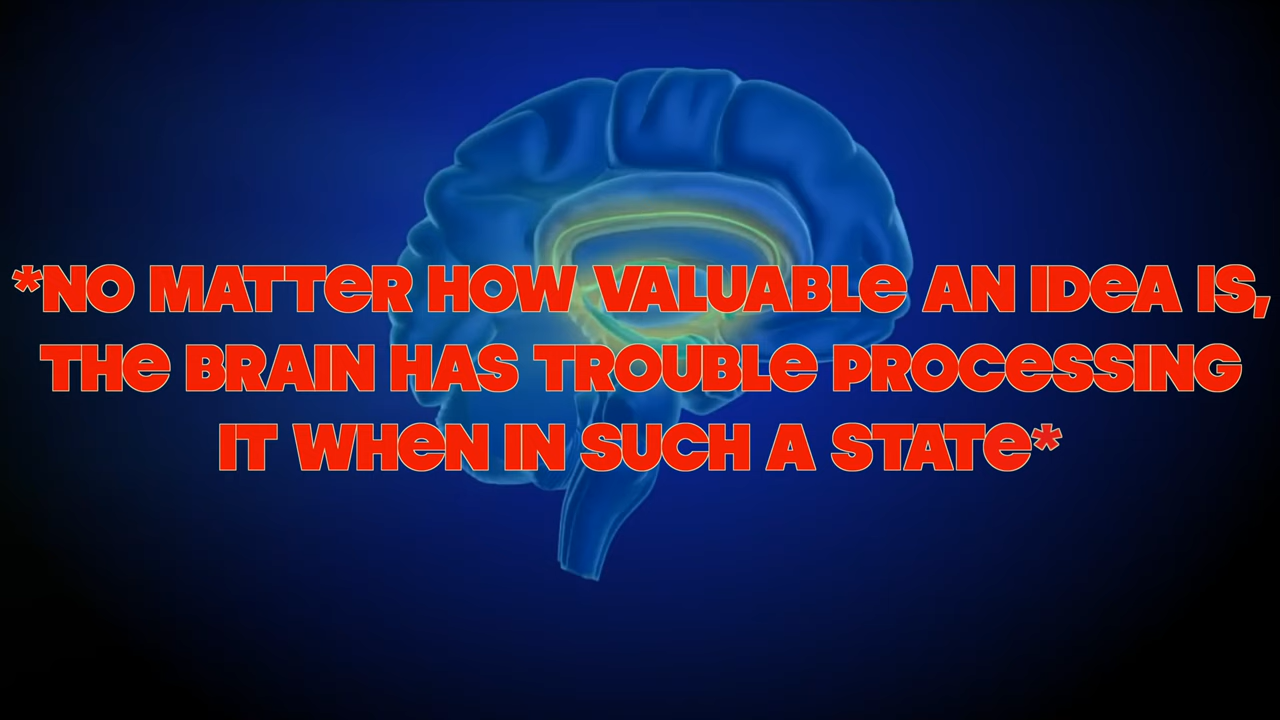 *NO MATTER HOW VALUABLE AN IDEA IS,
THE BRAIN HAS TROUBLE PROCESSING
IT WHEN IN SUCH A STATE*